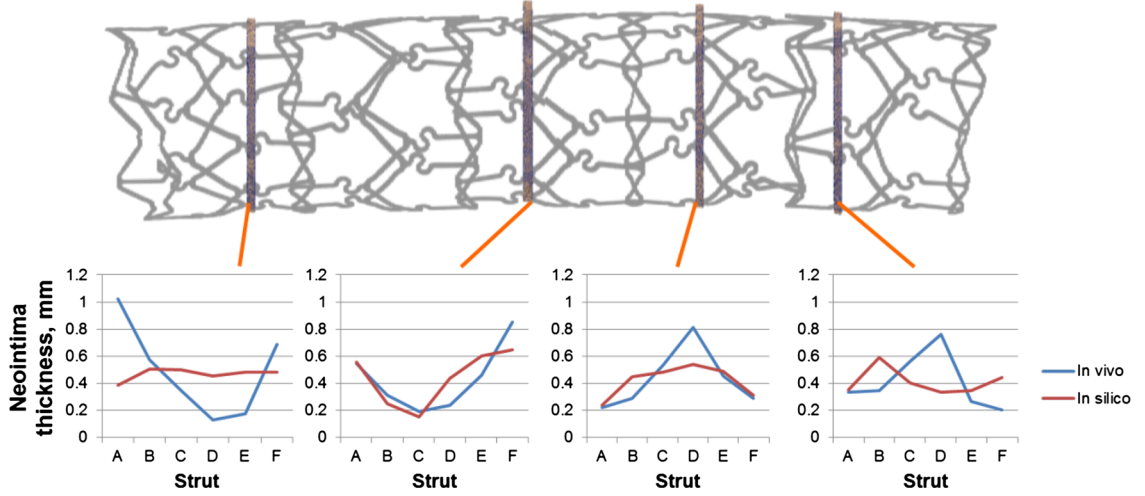 Neoointima
thickness, mm
1.2 1.2 1.2 1.2
1 1 1 1
0.8 0.8 0.8 0.8
0.6 0.6 0.6 0.6
0.4 0.4 0.4 0.4
0.2 0.2 0.2 0.2
0 0 0 0
A B C D E F A B C D E F A B C D E F A B C D E F
Strut Strut Strut Strut
In vivo
In silico